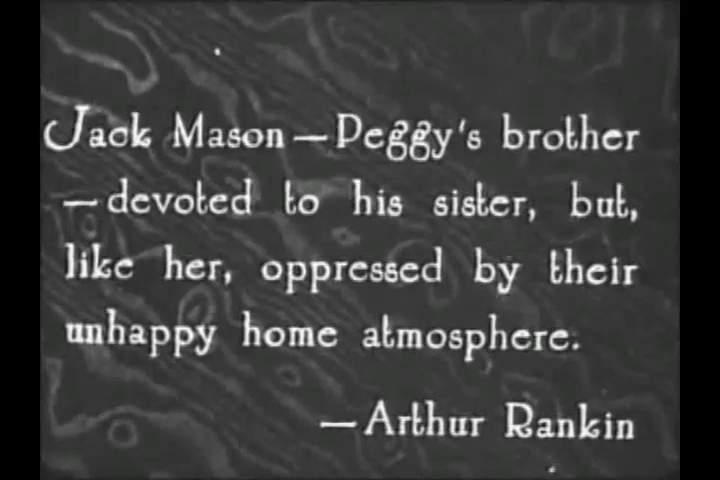 Jack Mason—Peggy's brother
—devoted to his sister, but,
like her, oppressed by their
unhappy home atmosphere.
—Arthur Rankin